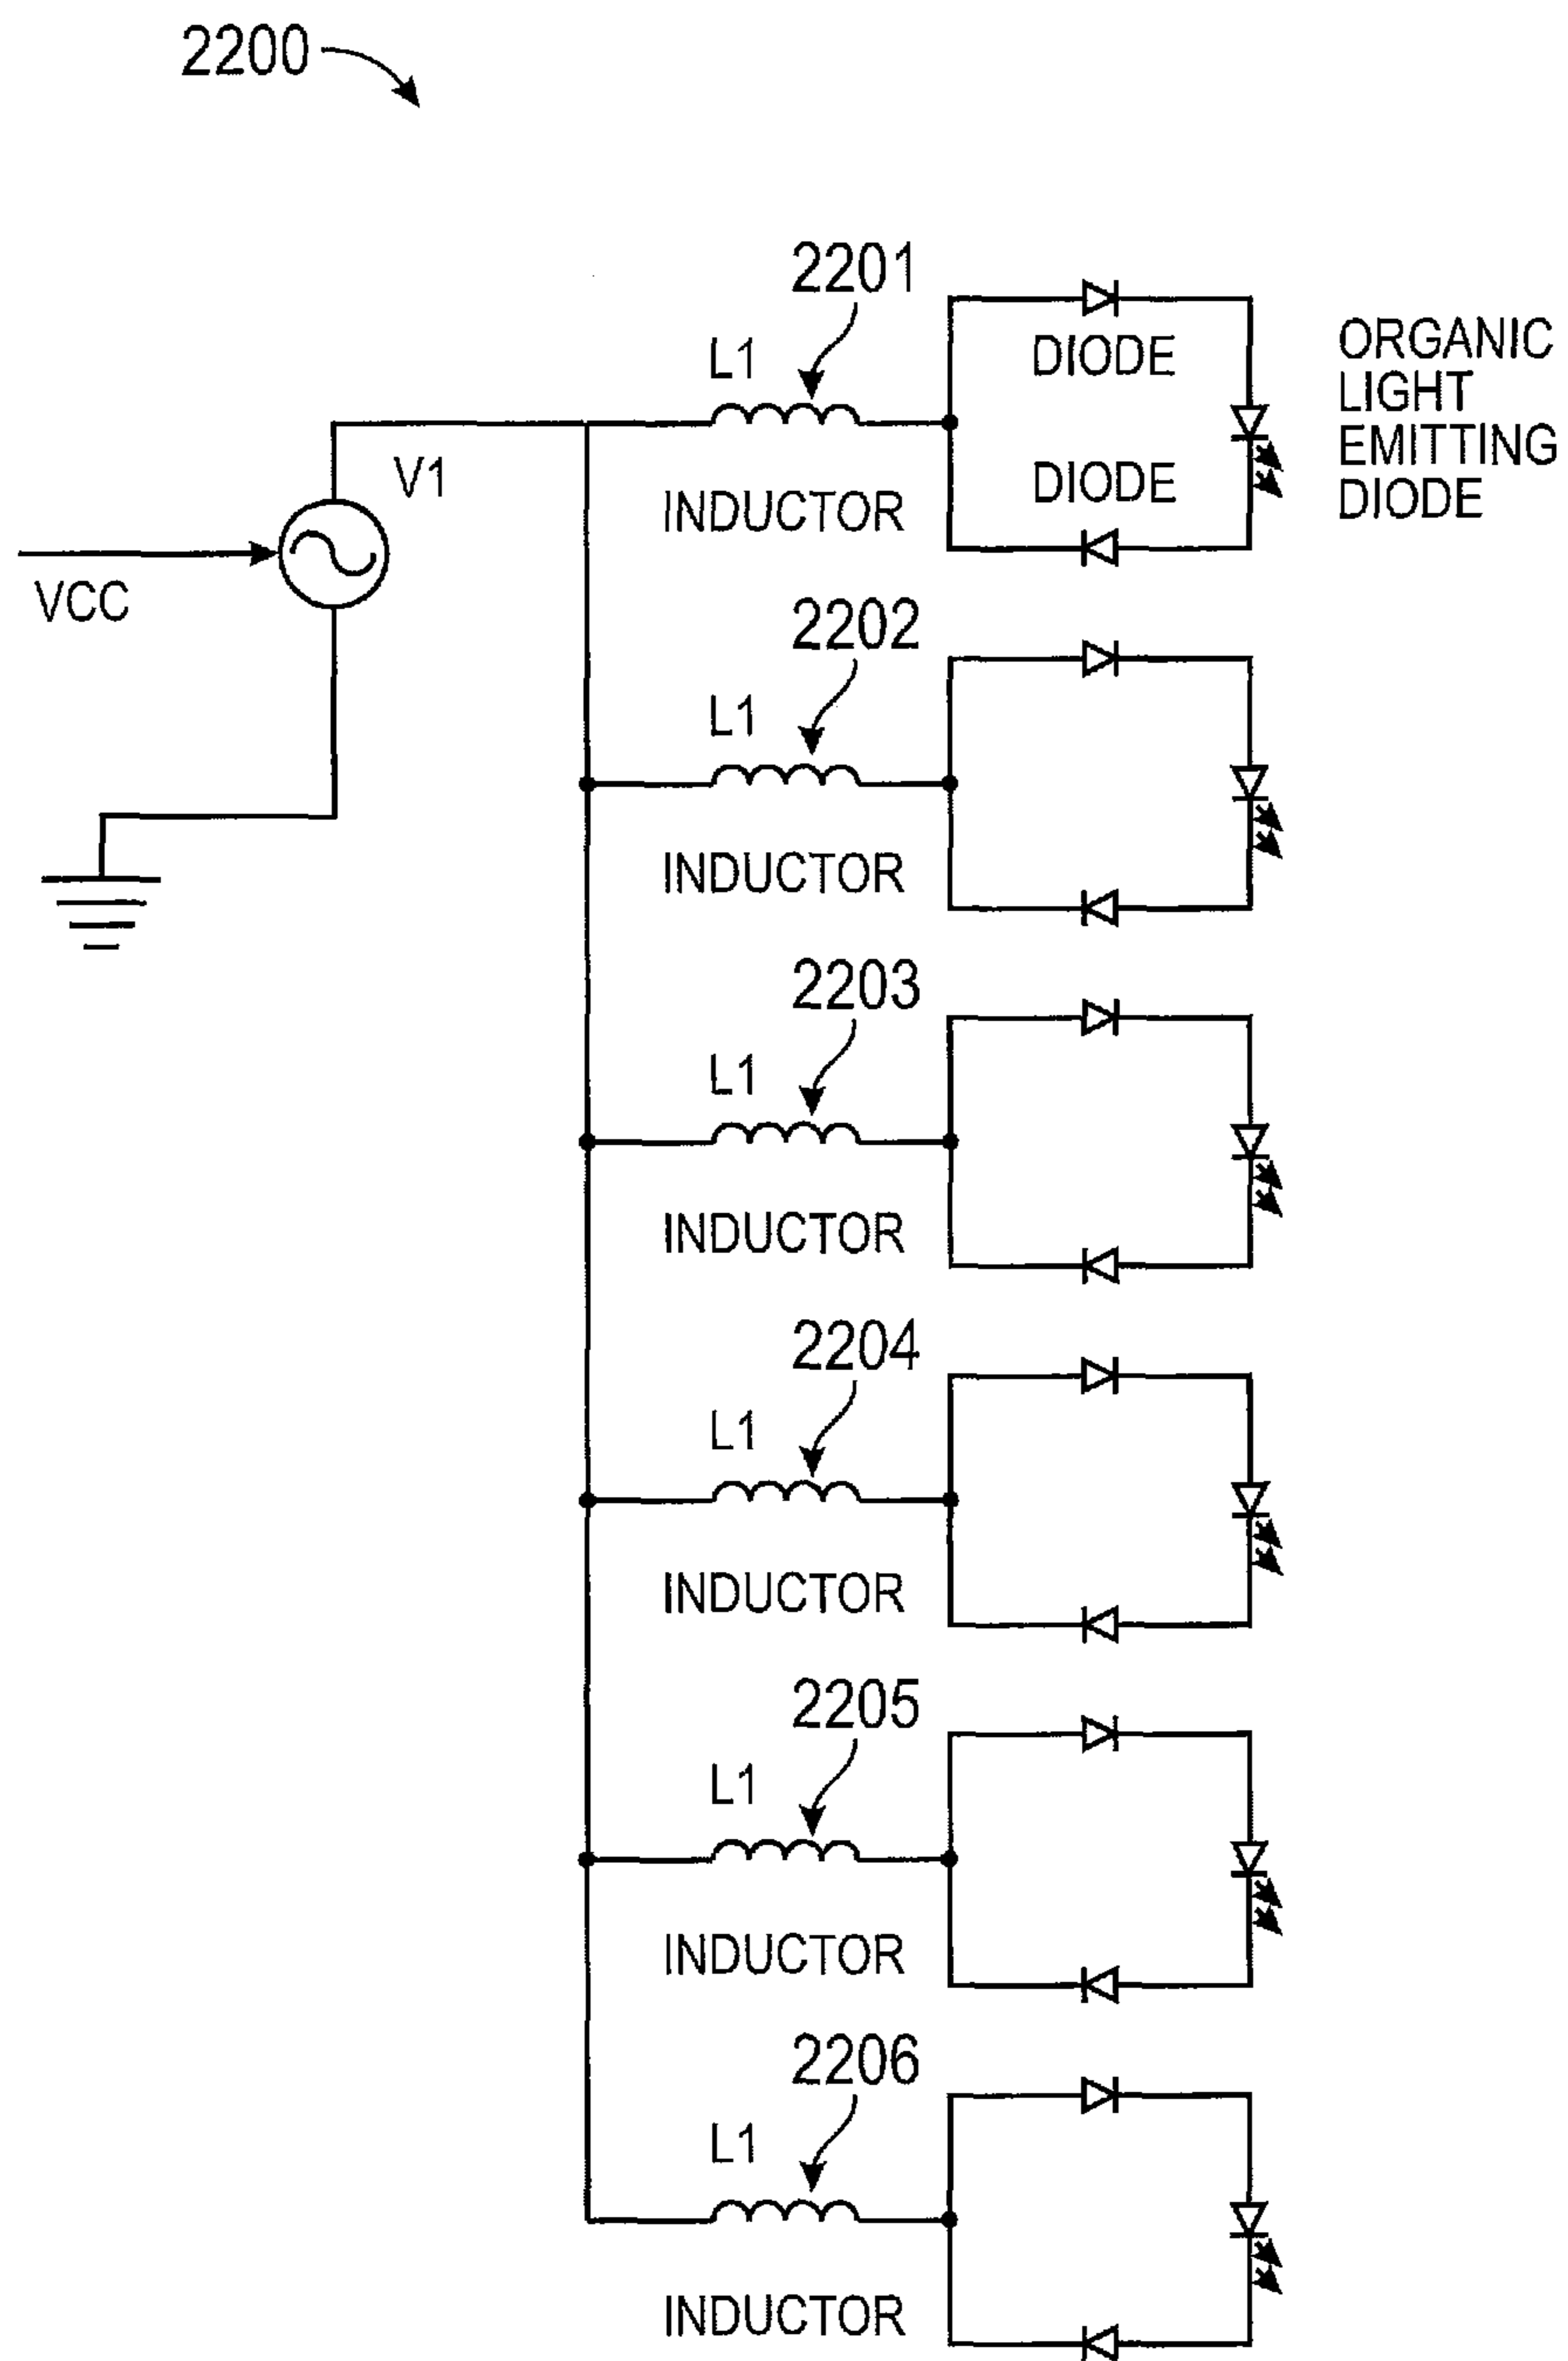 2200
2201
L1
DIODE
ORGANIC
LIGHT
EMITTING
DIODE
V1
DIODE
INDUCTOR
VCC
2202
L1
INDUCTOR
2203
L1
INDUCTOR
2204
L1
INDUCTOR
2205
L1
INDUCTOR
2206
L1
INDUCTOR